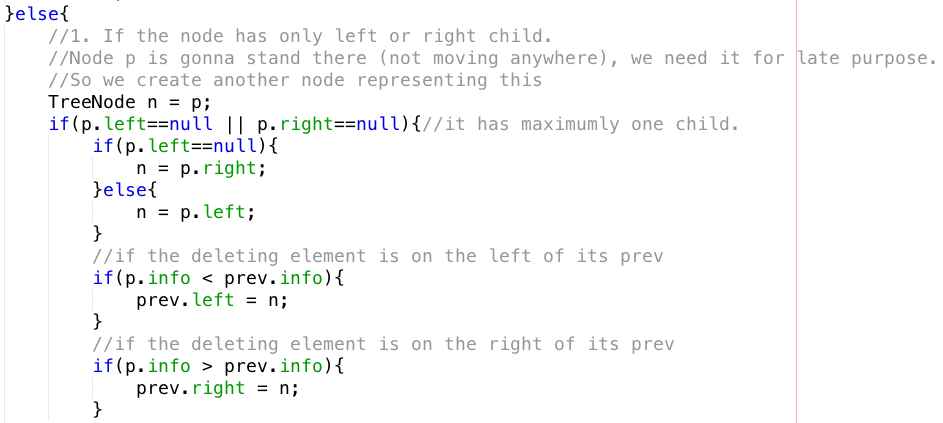 }else{
    //1. If the node has only left or right child.
    //Node p is gonna stand there (not moving anywhere), we need it for late purpose.
    //So we create another node representing this
    TreeNode n = p;
    if(p.left==null || p.right==null){//it has maximumly one child.
        if(p.left==null){
            n = p.right;
        }else{
            n = p.left;
        }
        //if the deleting element is on the left of its prev
        if(p.info < prev.info){
            prev.left = n;
        }
        //if the deleting element is on the right of its prev
        if(p.info > prev.info){
            prev.right = n;
        }